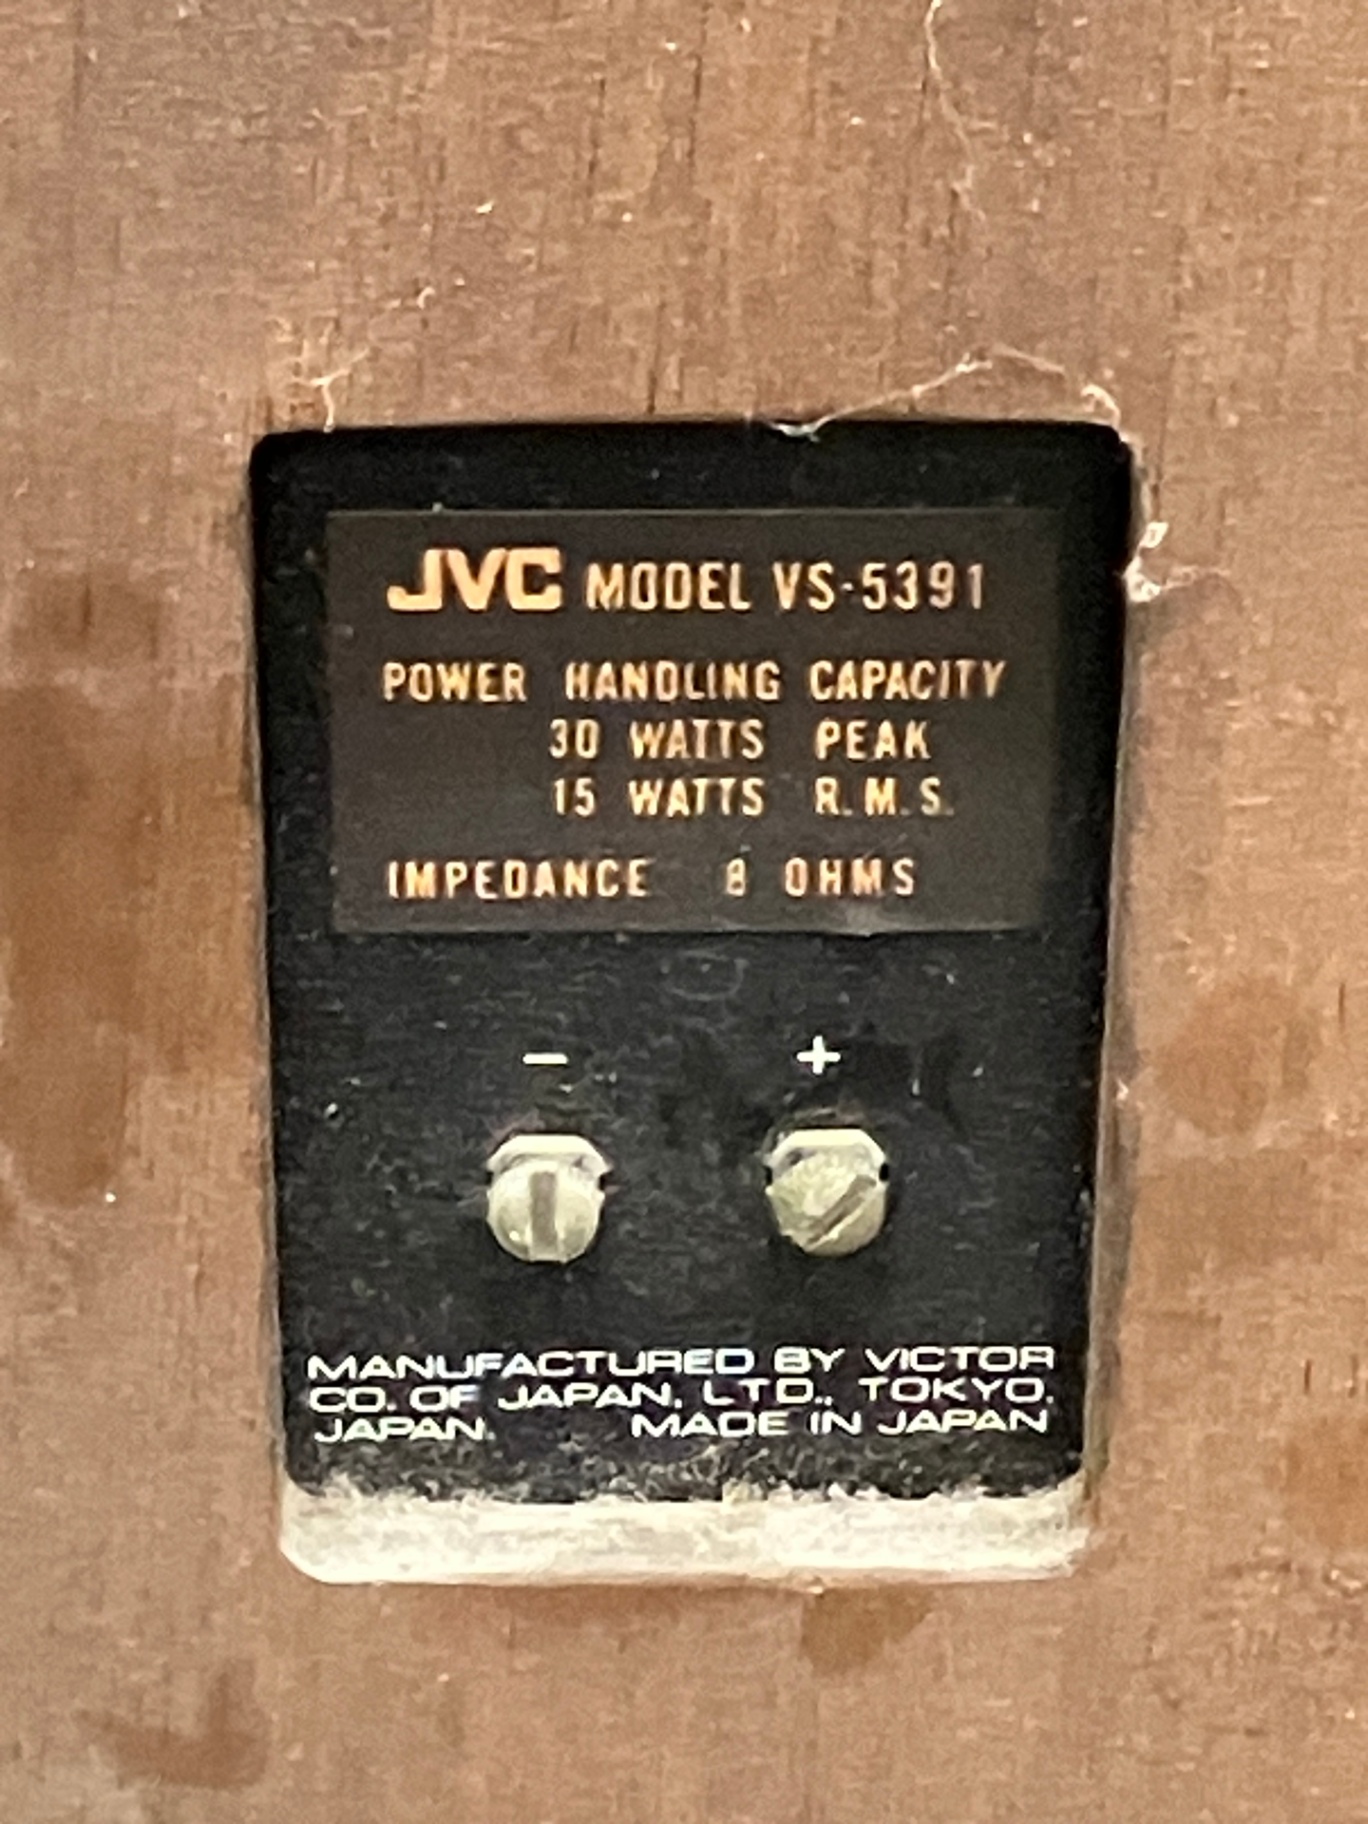 JVC MODEL VS-5391
POWER HANDLING CAPACITY
30 WATTS PEAK
15 WATTS R.M.S.
IMPEDANCE 8 OHMS
− +
MANUFACTURED BY VICTOR
CO. OF JAPAN, LTD., TOKYO,
JAPAN. MADE IN JAPAN